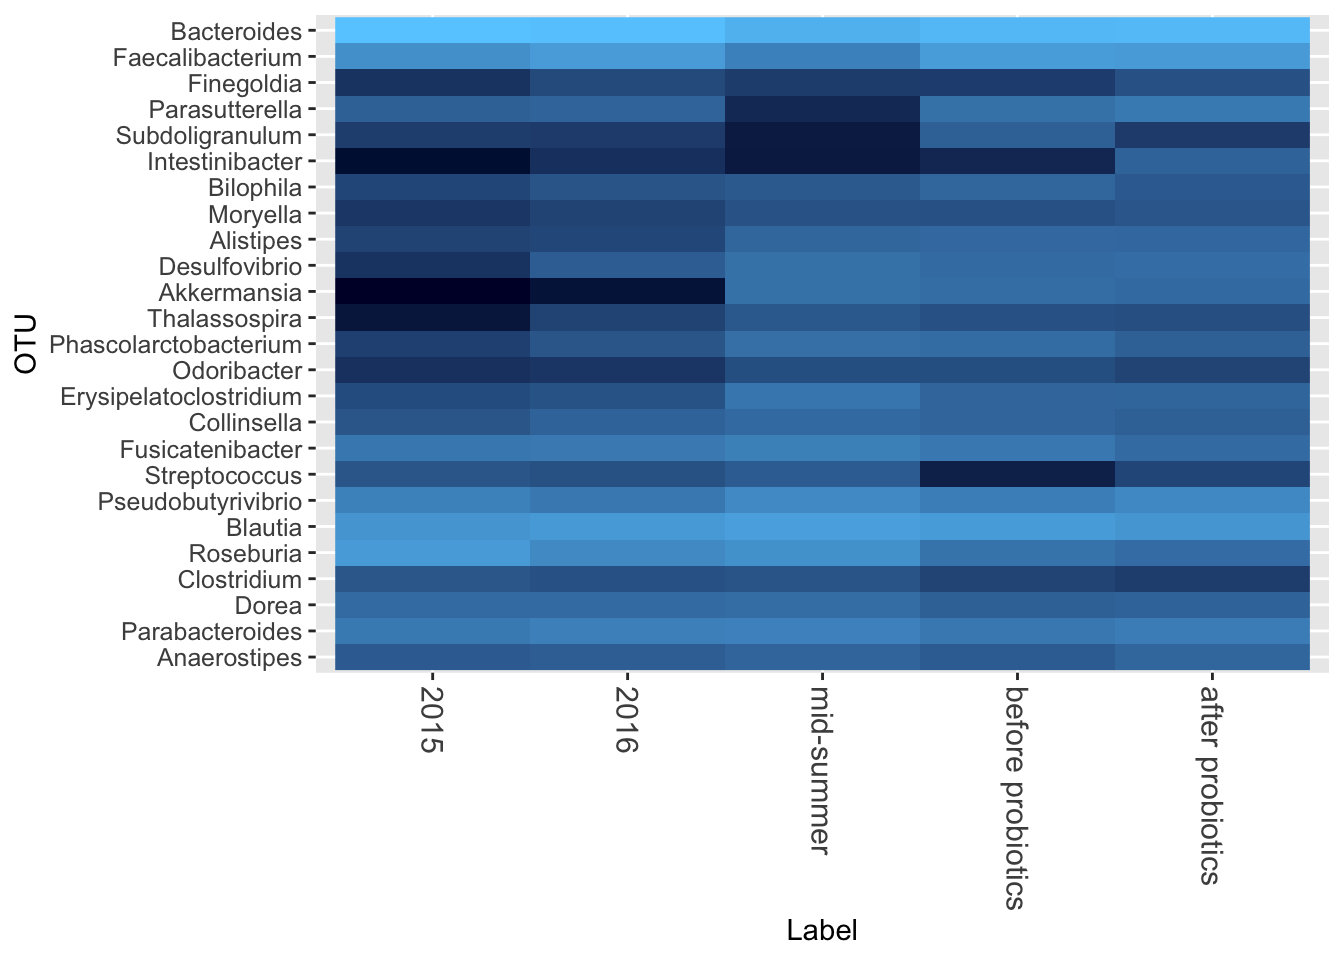 Bacteroides
Faecalibacterium
Finegoldia
Parasutterella
Subdoligranulum
Intestinibacter
Bilophila
Moryella
Alistipes
Desulfovibrio
Akkermansia
Thalassospira
Phascolarctobacterium
Odoribacter
Erysipelatoclostridium
Collinsella
Fusicatenibacter
Streptococcus
Pseudobutyrivibrio
Blautia
Roseburia
Clostridium
Dorea
Parabacteroides
Anaerostipes
OTU
2015
2016
mid-summer
before probiotics
after probiotics
Label